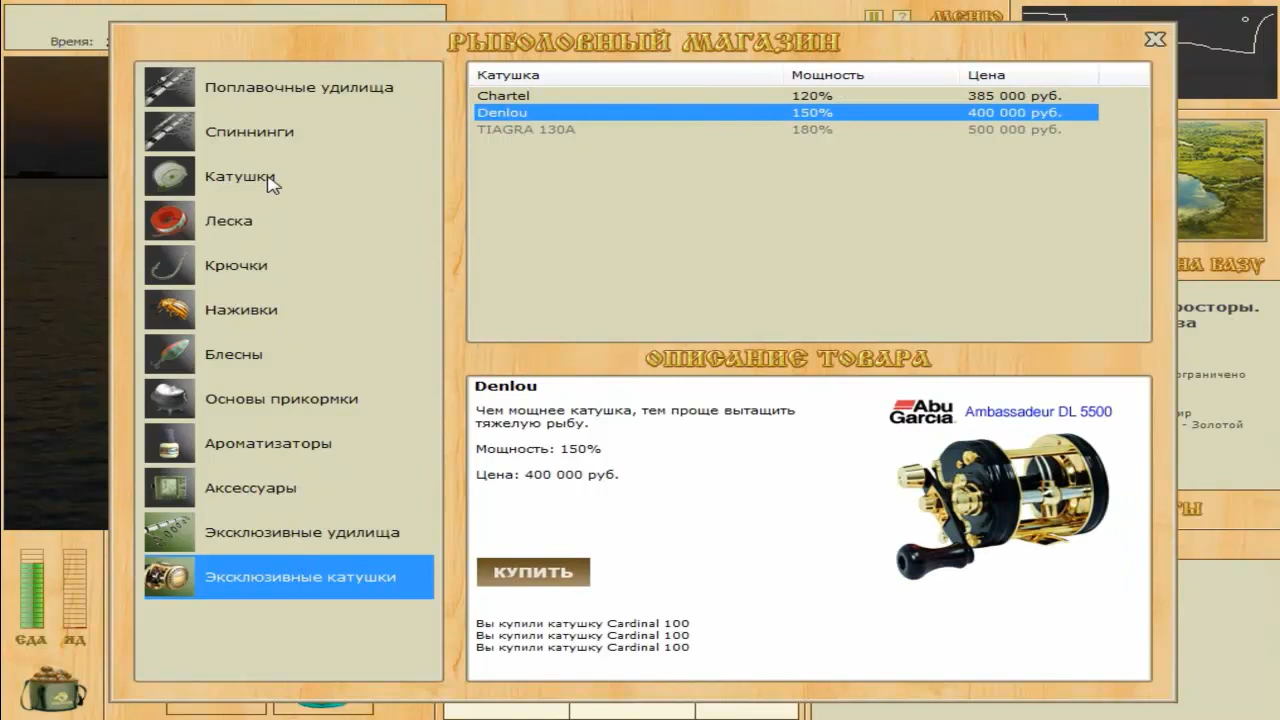 Время:
МЕНЮ
РЫБОЛОВНЫЙ МАГАЗИН
Поплавочные удилища
Спиннинги
Катушки
Леска
Крючки
Наживки
Блесны
Основы прикормки
Ароматизаторы
Аксессуары
Эксклюзивные удилища
Эксклюзивные катушки
Катушка Мощность Цена
Chartel 120% 385 000 руб.
Denlou 150% 400 000 руб.
TIAGRA 130A 180% 500 000 руб.
ОПИСАНИЕ ТОВАРА
Denlou
Чем мощнее катушка, тем проще вытащить
тяжелую рыбу.
Мощность: 150%
Цена: 400 000 руб.
Abu
Garcia Ambassadeur DL 5500
КУПИТЬ
Вы купили катушку Cardinal 100
Вы купили катушку Cardinal 100
Вы купили катушку Cardinal 100
НА БАЗУ
- Золотой
ЕДА